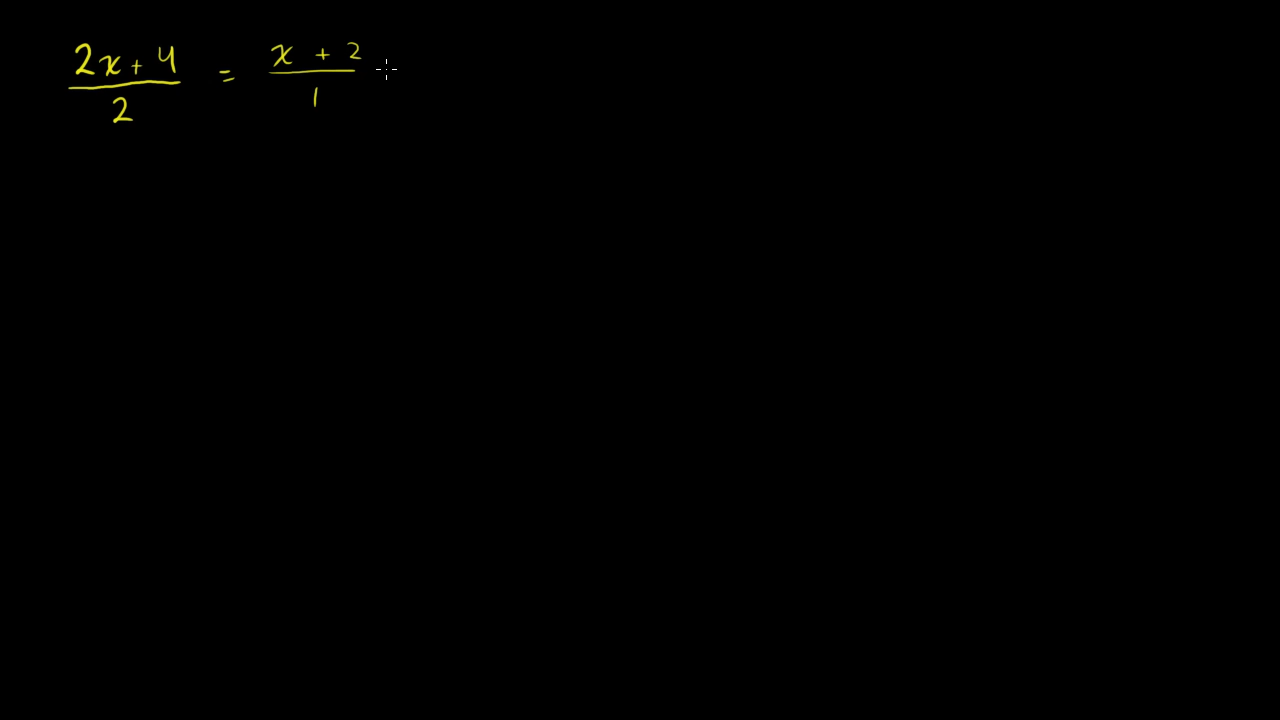 2x + 4 / 2 = x + 2 / 1